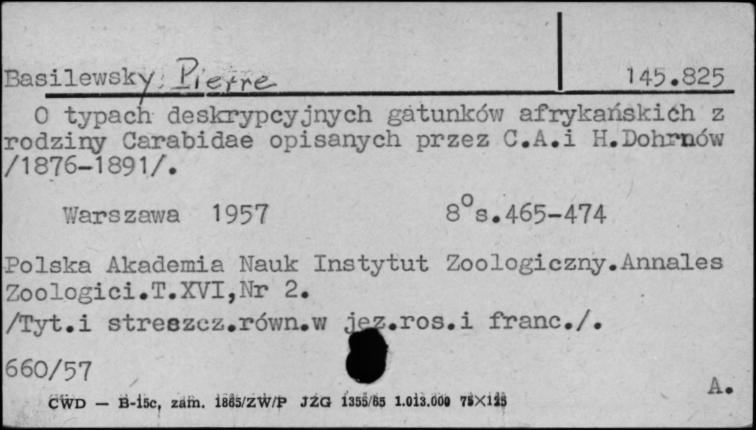 Basilewsky Pierre 145.825
O typach deskrypcyjnych gatunków afrykańskich z
rodziny Carabidae opisanych przez C.A.i H.Dohrnów
/1876-1891/.
Warszawa 1957 8°s.465-474
Polska Akademia Nauk Instytut Zoologiczny.Annales
Zoologici.T.XVI,Nr 2.
/Tyt.i streszcz.równ.w jęz.ros.i franc./.
660/57
A.
CWD — B-15c, zam. 1865/ZW/P JZG 1355/65 1.013.000 75×125